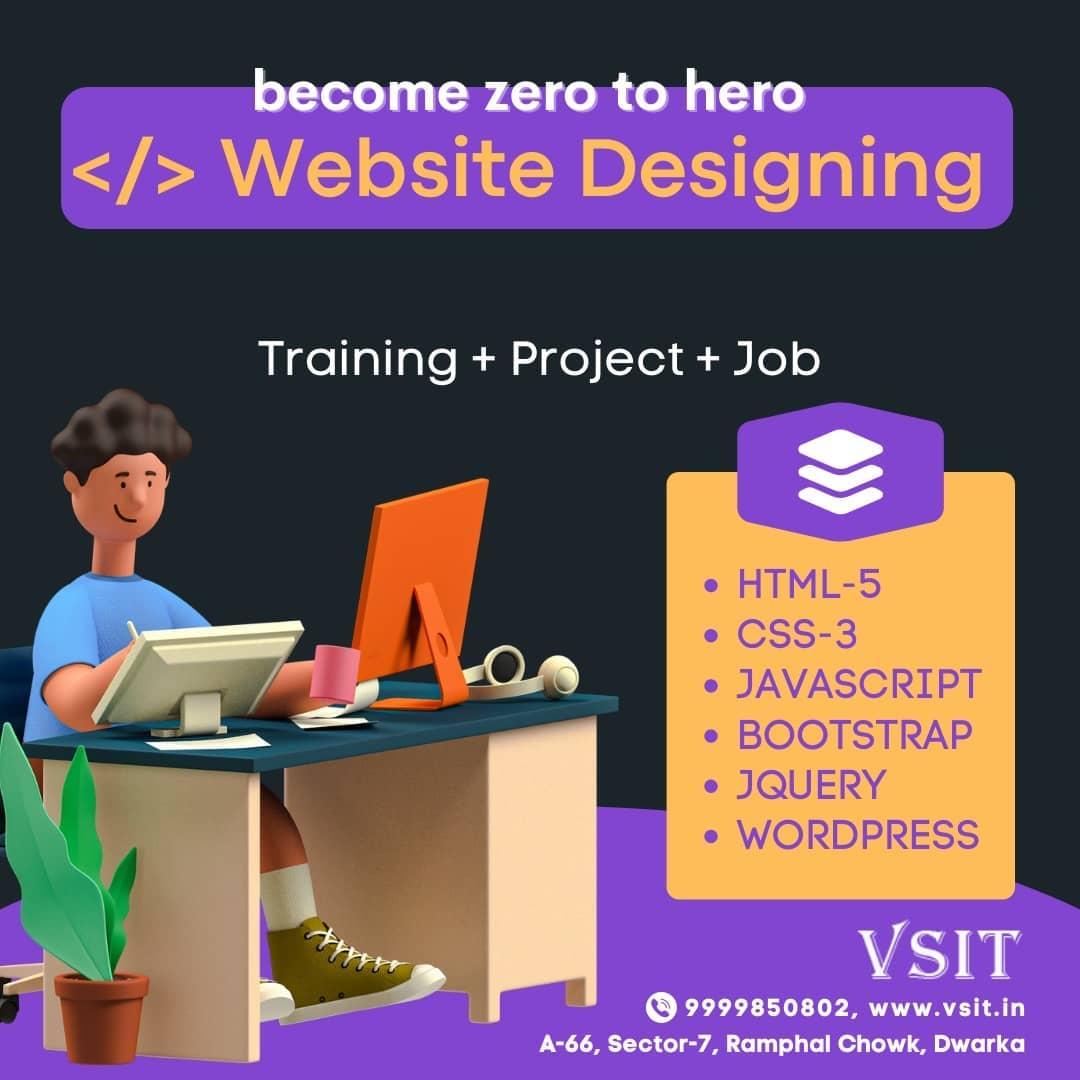 become zero to hero
</> Website Designing
Training + Project + Job
• HTML-5
• CSS-3
• JAVASCRIPT
• BOOTSTRAP
• JQUERY
• WORDPRESS
VSIT
9999850802, www.vsit.in
A-66, Sector-7, Ramphal Chowk, Dwarka